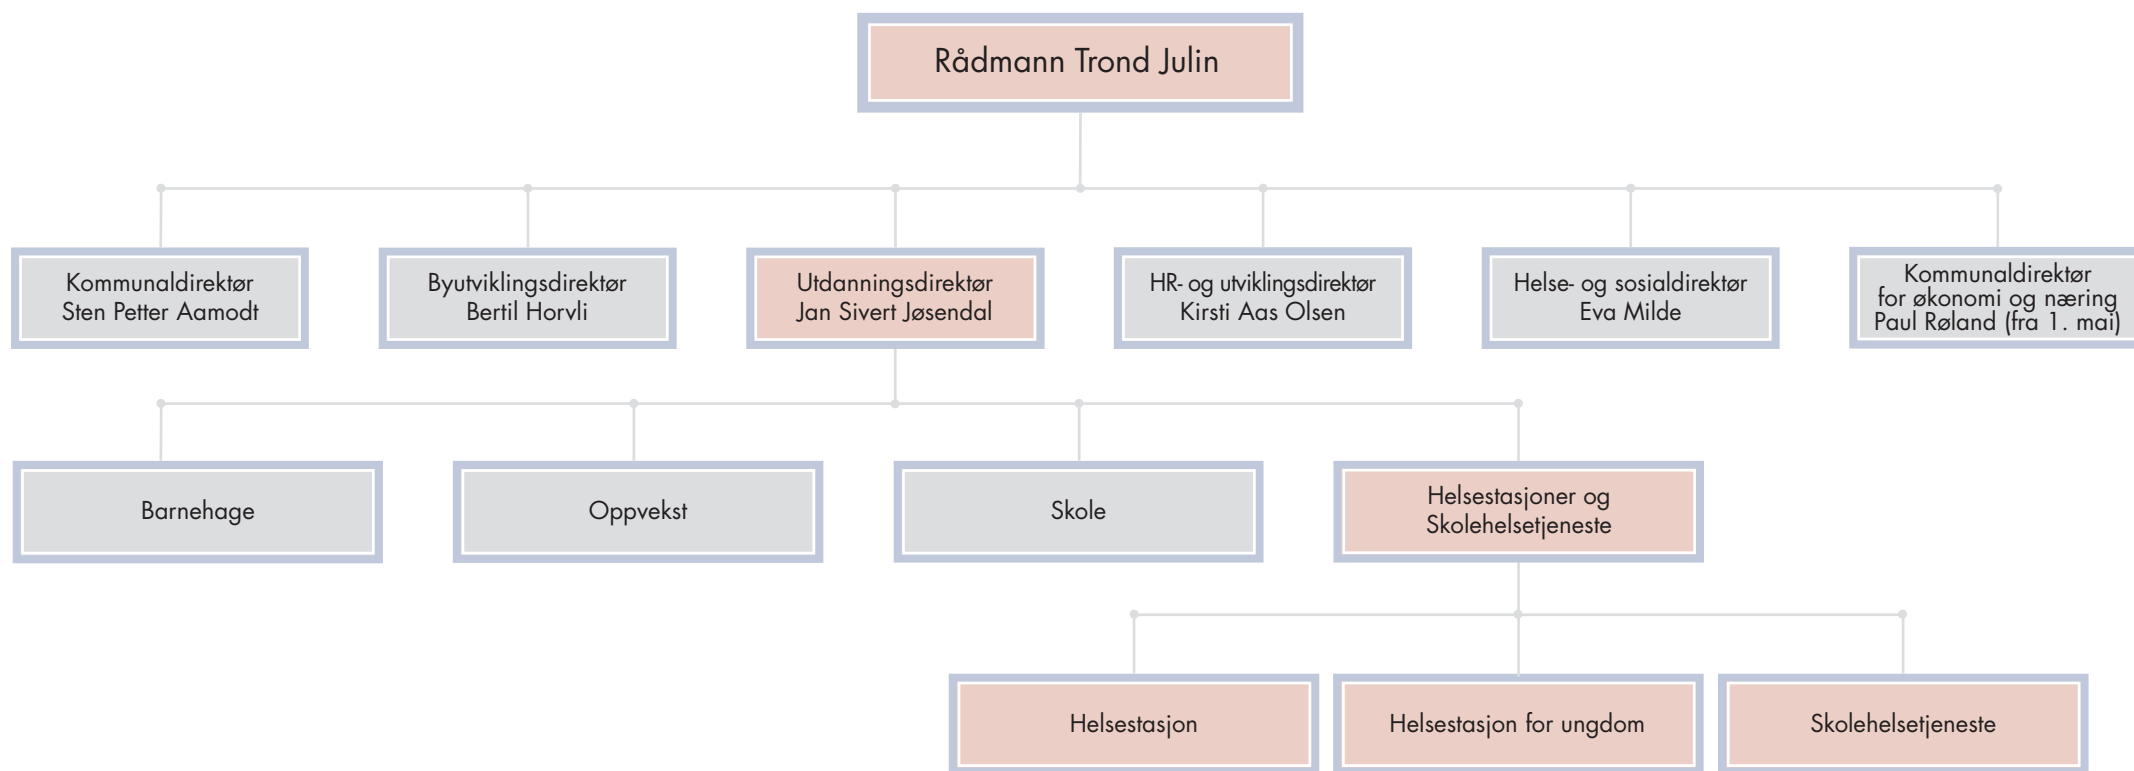 Rådmann Trond Julin
Kommunaldirektør
Sten Petter Aamodt
Byutviklingsdirektør
Bertil Horvli
Utdanningsdirektør
Jan Sivert Jøsendal
HR- og utviklingsdirektør
Kirsti Aas Olsen
Helse- og sosialdirektør
Eva Milde
Kommunaldirektør
for økonomi og næring
Paul Røland (fra 1. mai)
Barnehage
Oppvekst
Skole
Helsestasjoner og
Skolehelsetjeneste
Helsestasjon
Helsestasjon for ungdom
Skolehelsetjeneste